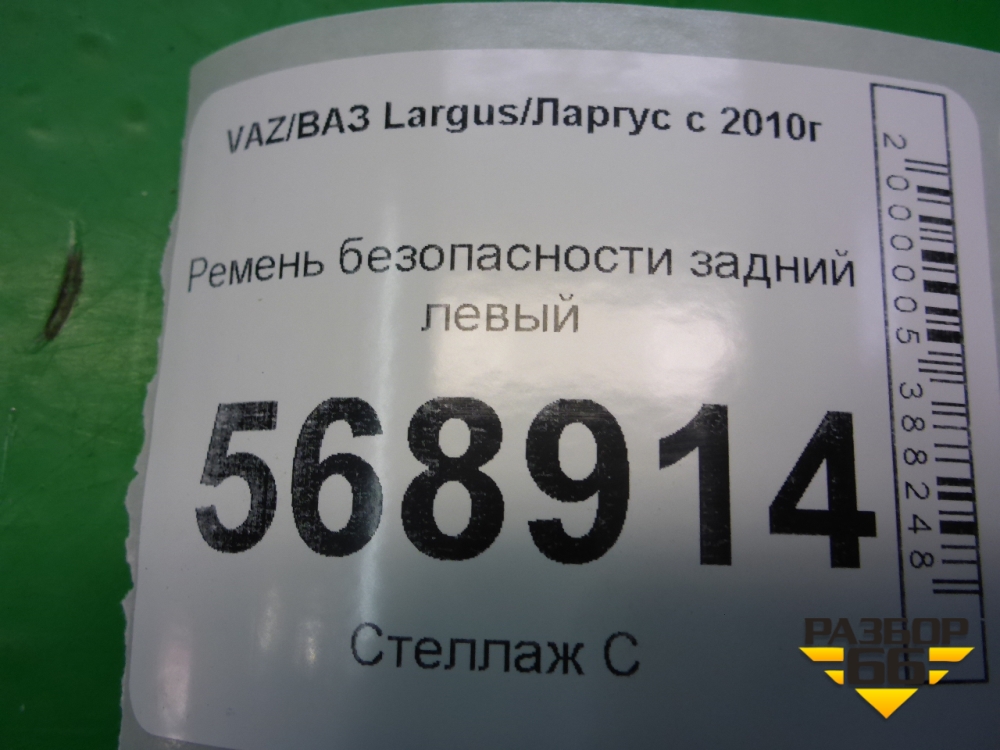 VAZ/ВАЗ Largus/Ларгус с 2010г
Ремень безопасности задний
левый
568914
Стеллаж С
2000005388248
РАЗБОР
66